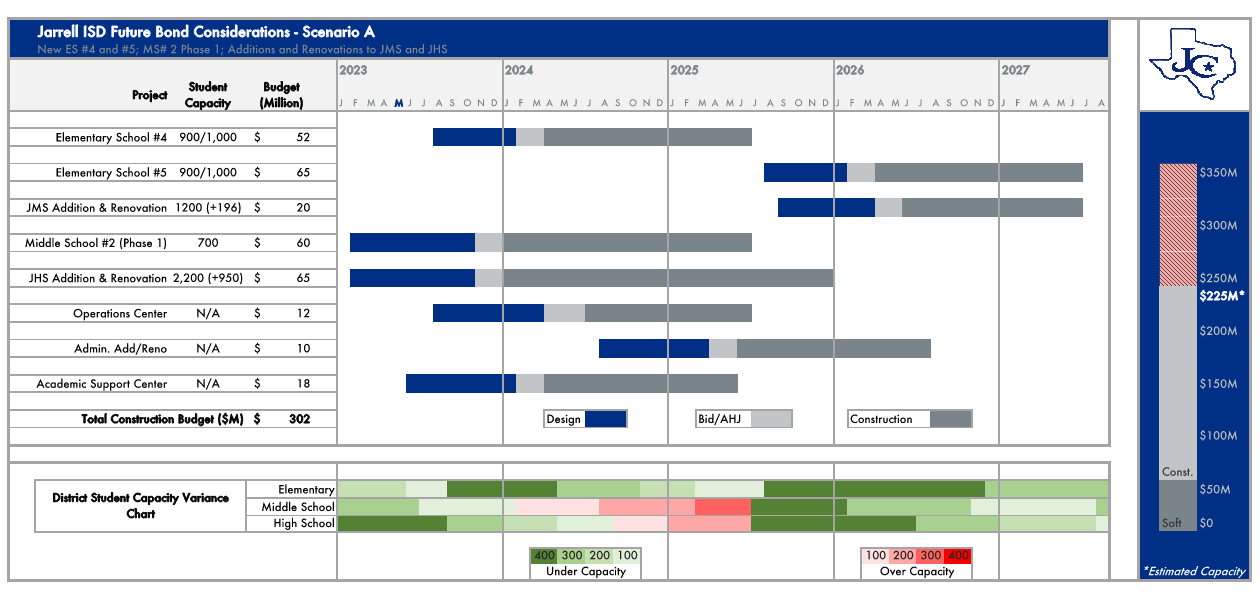 Jarrell ISD Future Bond Considerations - Scenario A
New ES #4 and #5; MS# 2 Phase 1; Additions and Renovations to JMS and JHS
2023 2024 2025 2026 2027
Project Student Capacity Budget (Million)
J F M A M J J A S O N D J F M A M J J A S O N D J F M A M J J A S O N D J F M A M J J A S O N D J F M A M J J A
Elementary School #4 900/1,000 $ 52
Elementary School #5 900/1,000 $ 65
JMS Addition & Renovation 1200 (+196) $ 20
Middle School #2 (Phase 1) 700 $ 60
JHS Addition & Renovation 2,200 (+950) $ 65
Operations Center N/A $ 12
Admin. Add/Reno N/A $ 10
Academic Support Center N/A $ 18
Total Construction Budget ($M) $ 302
Design Bid/AHJ Construction
District Student Capacity Variance
Chart
Elementary
Middle School
High School
400 300 200 100
Under Capacity
100 200 300 400
Over Capacity
JC
$350M
$300M
$250M
$225M*
$200M
$150M
$100M
Const.
$50M
Soft $0
*Estimated Capacity